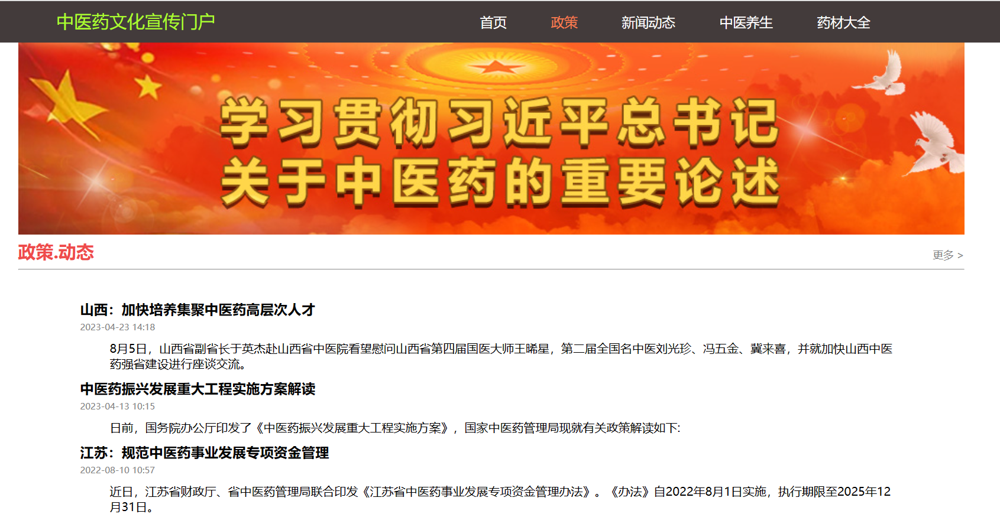 中医药文化宣传门户
首页 政策 新闻动态 中医养生 药材大全
学习贯彻习近平总书记
关于中医药的重要论述
政策.动态
更多 >
山西：加快培养集聚中医药高层次人才
2023-04-23 14:18
8月5日，山西省副省长于英杰赴山西省中医院看望慰问山西省第四届国医大师王晞星，第二届全国名中医刘光珍、冯五金、冀来喜，并就加快山西中医
药强省建设进行座谈交流。
中医药振兴发展重大工程实施方案解读
2023-04-13 10:15
日前，国务院办公厅印发了《中医药振兴发展重大工程实施方案》，国家中医药管理局现就有关政策解读如下:
江苏：规范中医药事业发展专项资金管理
2022-08-10 10:57
近日，江苏省财政厅、省中医药管理局联合印发《江苏省中医药事业发展专项资金管理办法》。《办法》自2022年8月1日实施，执行期限至2025年12
月31日。